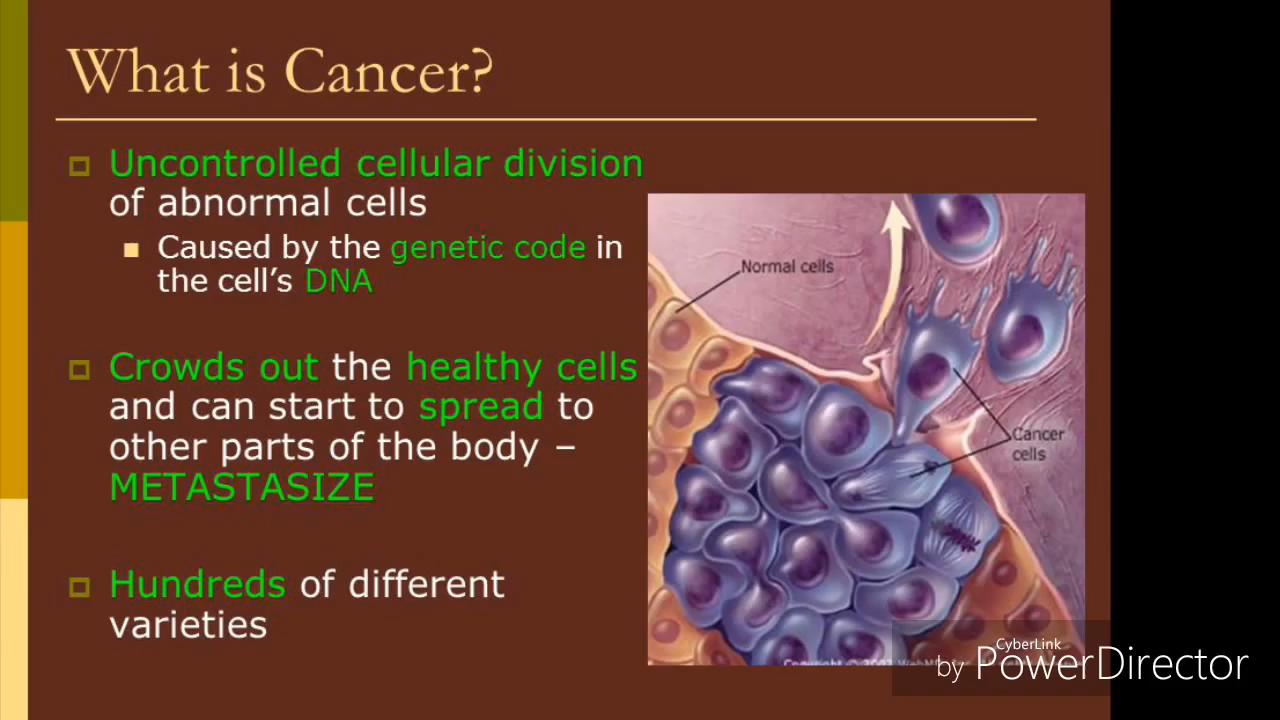 What is Cancer?
Uncontrolled cellular division
of abnormal cells
Caused by the genetic code in
the cell's DNA
Crowds out the healthy cells
and can start to spread to
other parts of the body –
METASTASIZE
Hundreds of different
varieties
Normal cells
Cancer
cells
Copyright ©
CyberLink
by PowerDirector